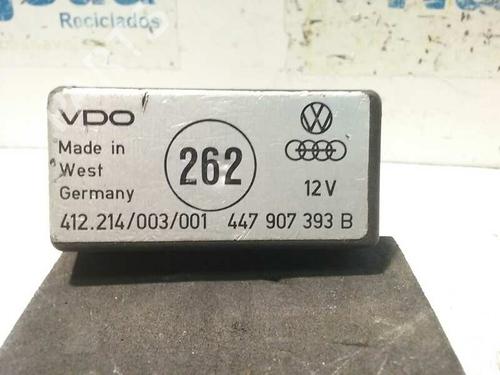 Reciclados
VDO
Made in
West
Germany
262
12V
412.214/003/001 447 907 393 B